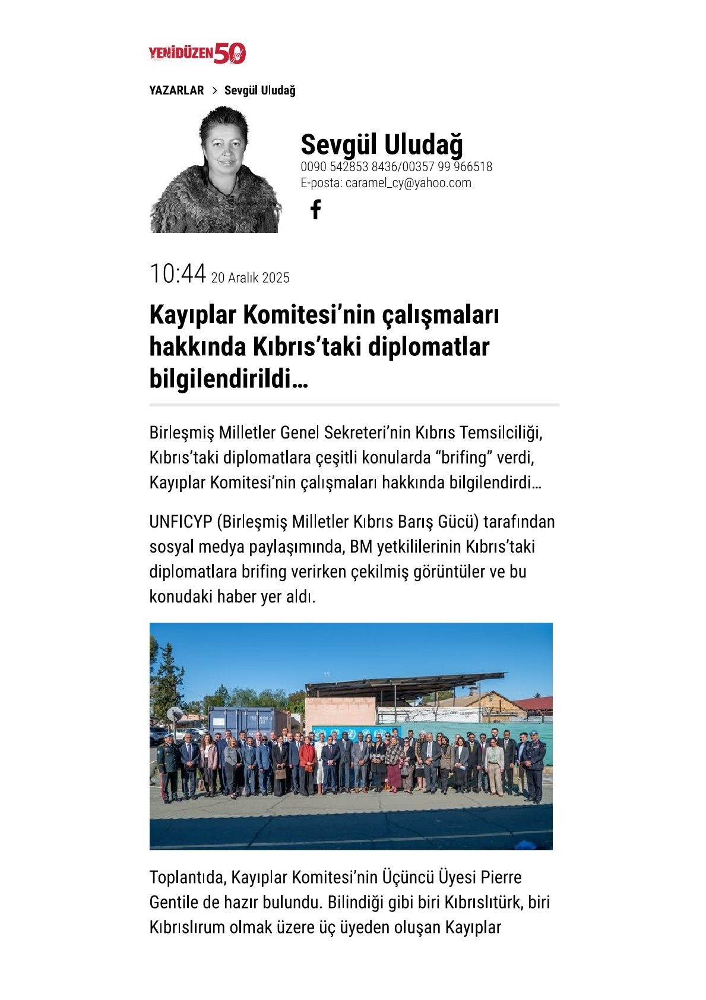 YENİDÜZEN 50 yıl
YAZARLAR > Sevgül Uludağ
Sevgül Uludağ
0090 542853 8436/00357 99 966518
E-posta: caramel_cy@yahoo.com
10:44 20 Aralık 2025
Kayıplar Komitesi’nin çalışmaları
hakkında Kıbrıs’taki diplomatlar
bilgilendirildi…
Birleşmiş Milletler Genel Sekreteri’nin Kıbrıs Temsilciliği,
Kıbrıs’taki diplomatlara çeşitli konularda “brifing” verdi,
Kayıplar Komitesi’nin çalışmaları hakkında bilgilendirdi…
UNFICYP (Birleşmiş Milletler Kıbrıs Barış Gücü) tarafından
sosyal medya paylaşımında, BM yetkililerinin Kıbrıs’taki
diplomatlara brifing verirken çekilmiş görüntüler ve bu
konudaki haber yer aldı.
Toplantıda, Kayıplar Komitesi’nin Üçüncü Üyesi Pierre
Gentile de hazır bulundu. Bilindiği gibi biri Kıbrıslıtürk, biri
Kıbrıslırum olmak üzere üç üyeden oluşan Kayıplar